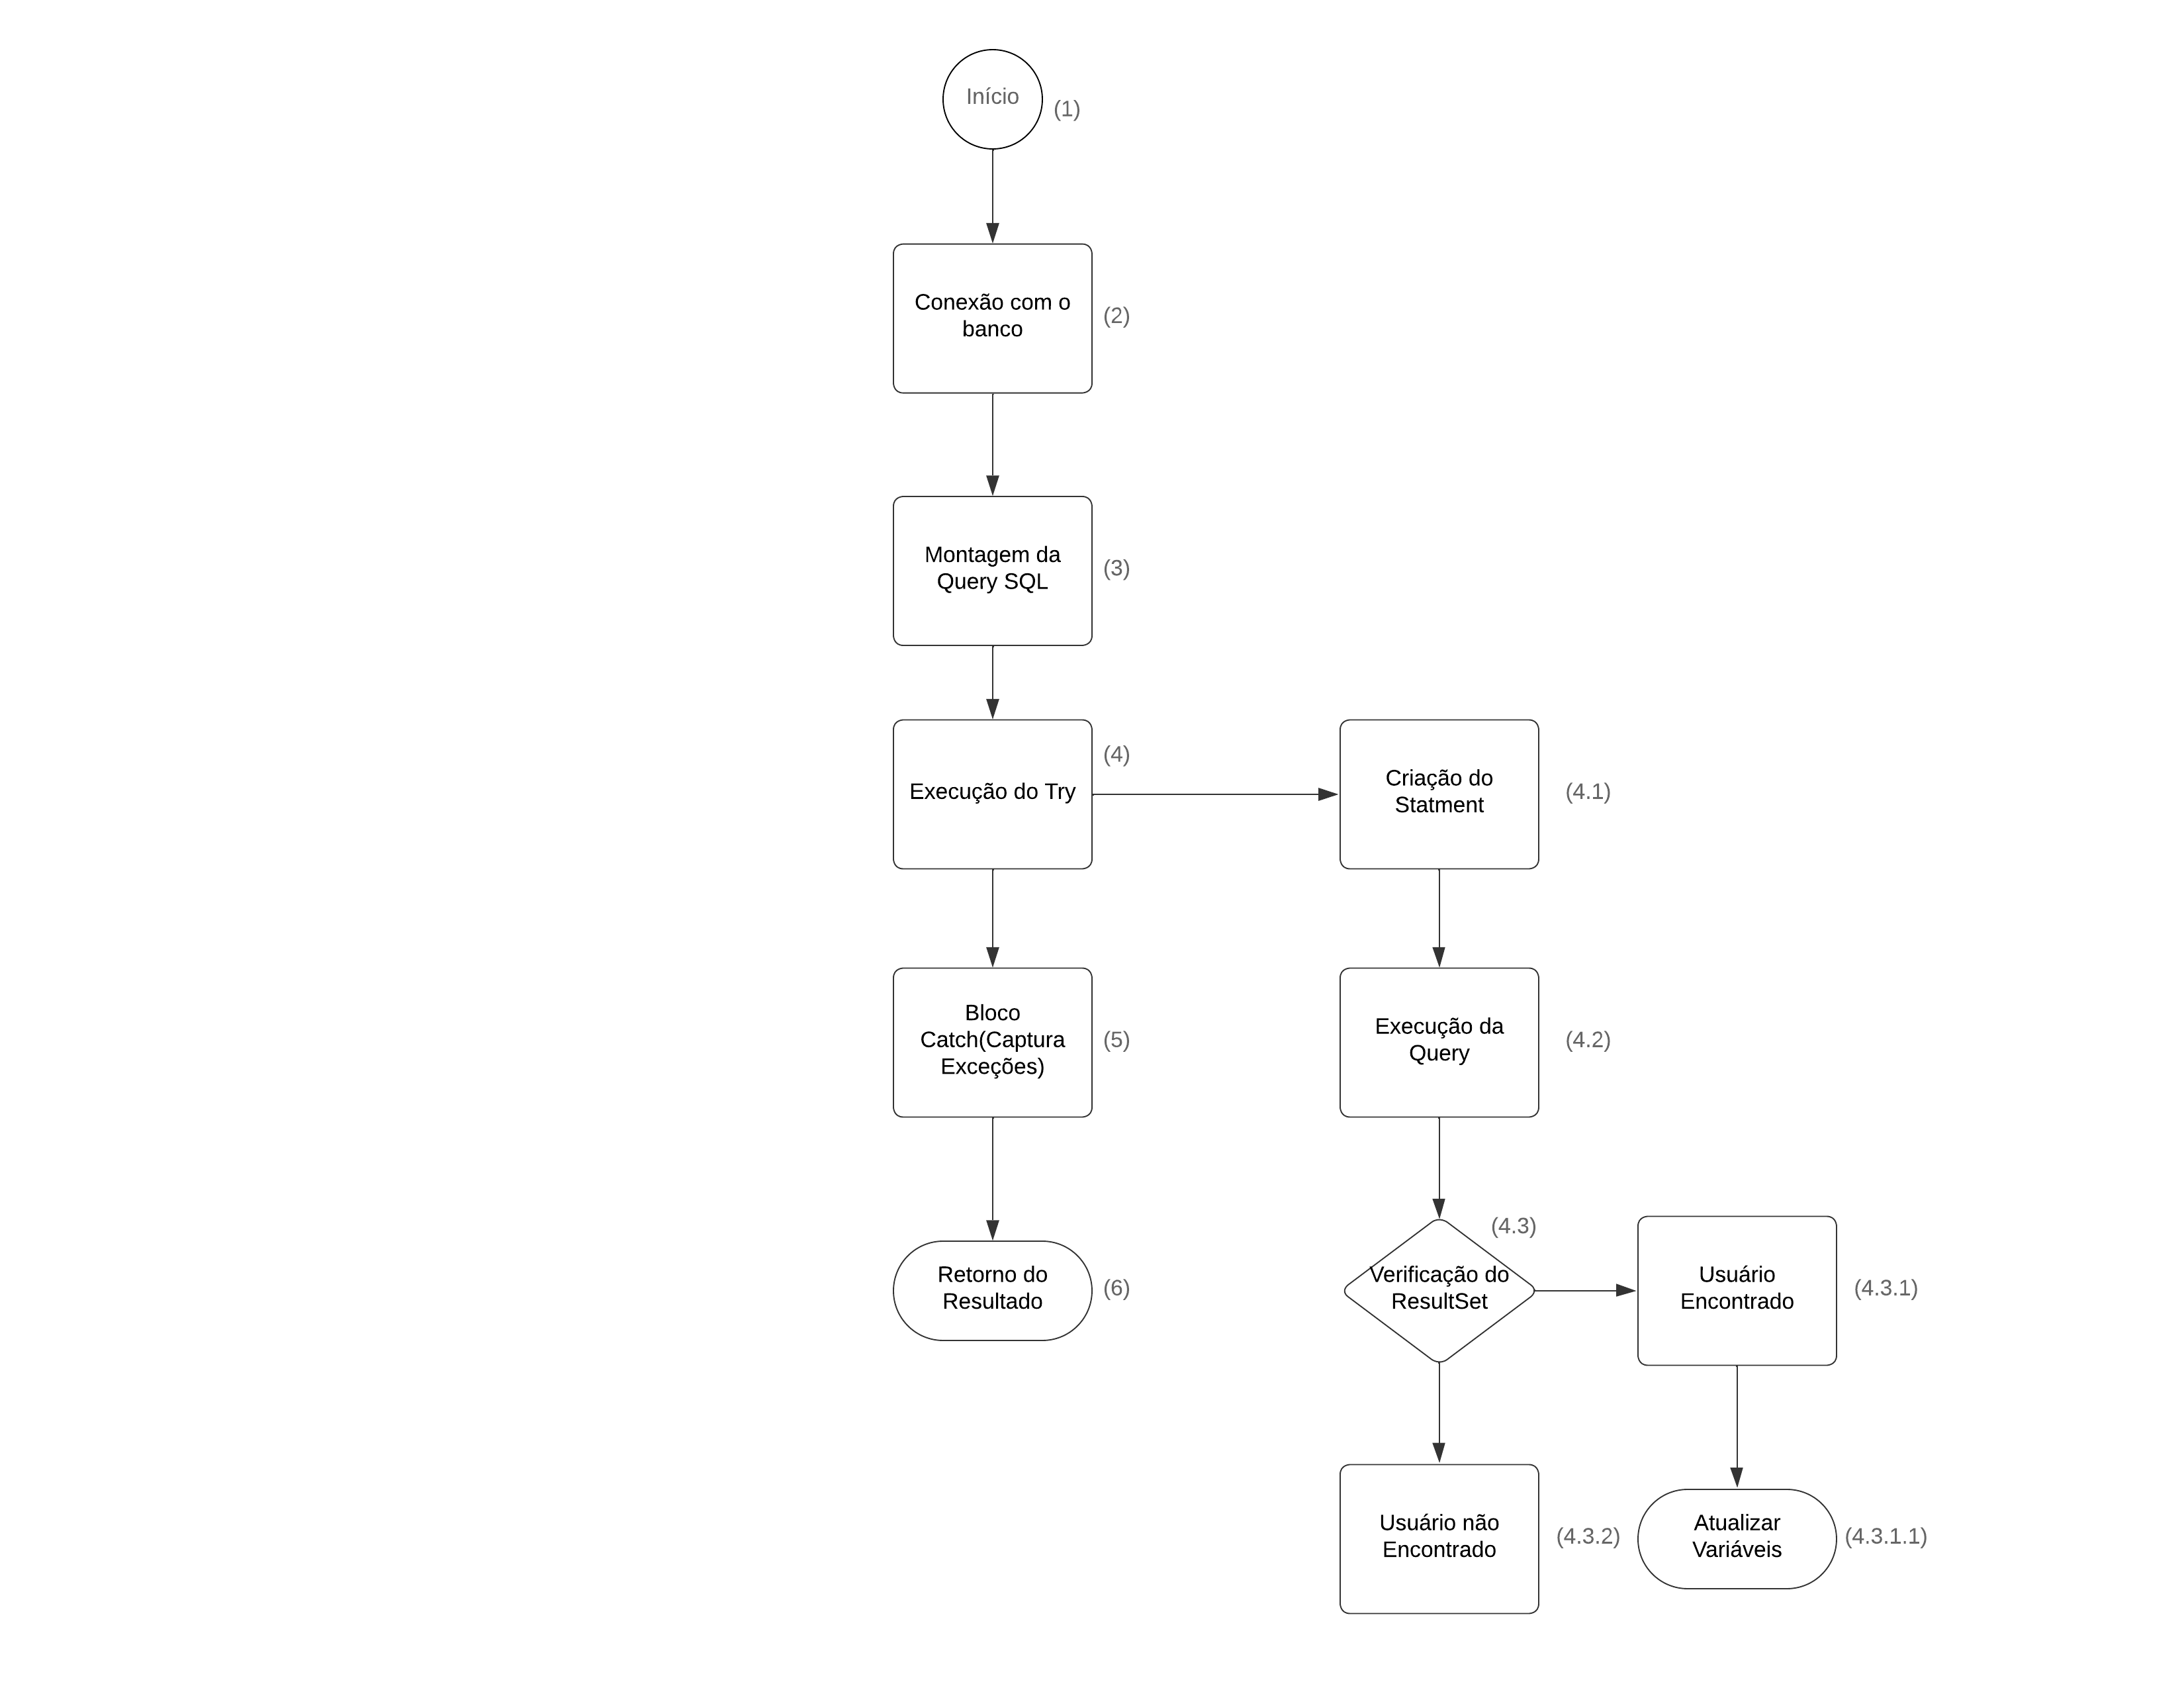 Início
(1)
Conexão com o
banco
(2)
Montagem da
Query SQL
(3)
Execução do Try
(4)
Criação do
Statment
(4.1)
Bloco
Catch(Captura
Exceções)
(5)
Execução da
Query
(4.2)
Retorno do
Resultado
(6)
Verificação do
ResultSet
(4.3)
Usuário
Encontrado
(4.3.1)
Usuário não
Encontrado
(4.3.2)
Atualizar
Variáveis
(4.3.1.1)